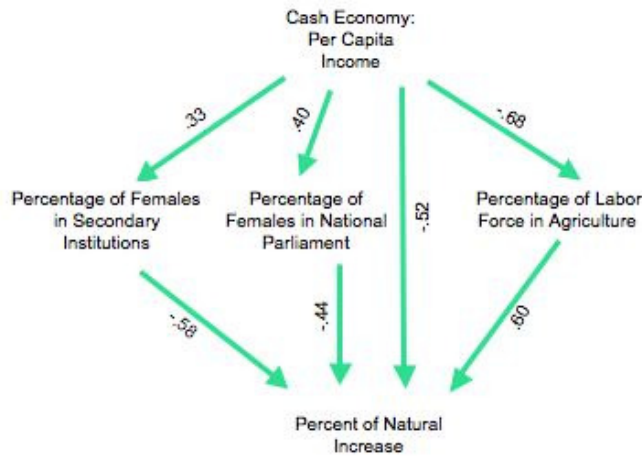 Cash Economy:
Per Capita
Income
.33
.40
-.52
-.68
Percentage of Females
in Secondary
Institutions
Percentage of
Females in National
Parliament
Percentage of Labor
Force in Agriculture
-.58
-.44
.60
Percent of Natural
Increase